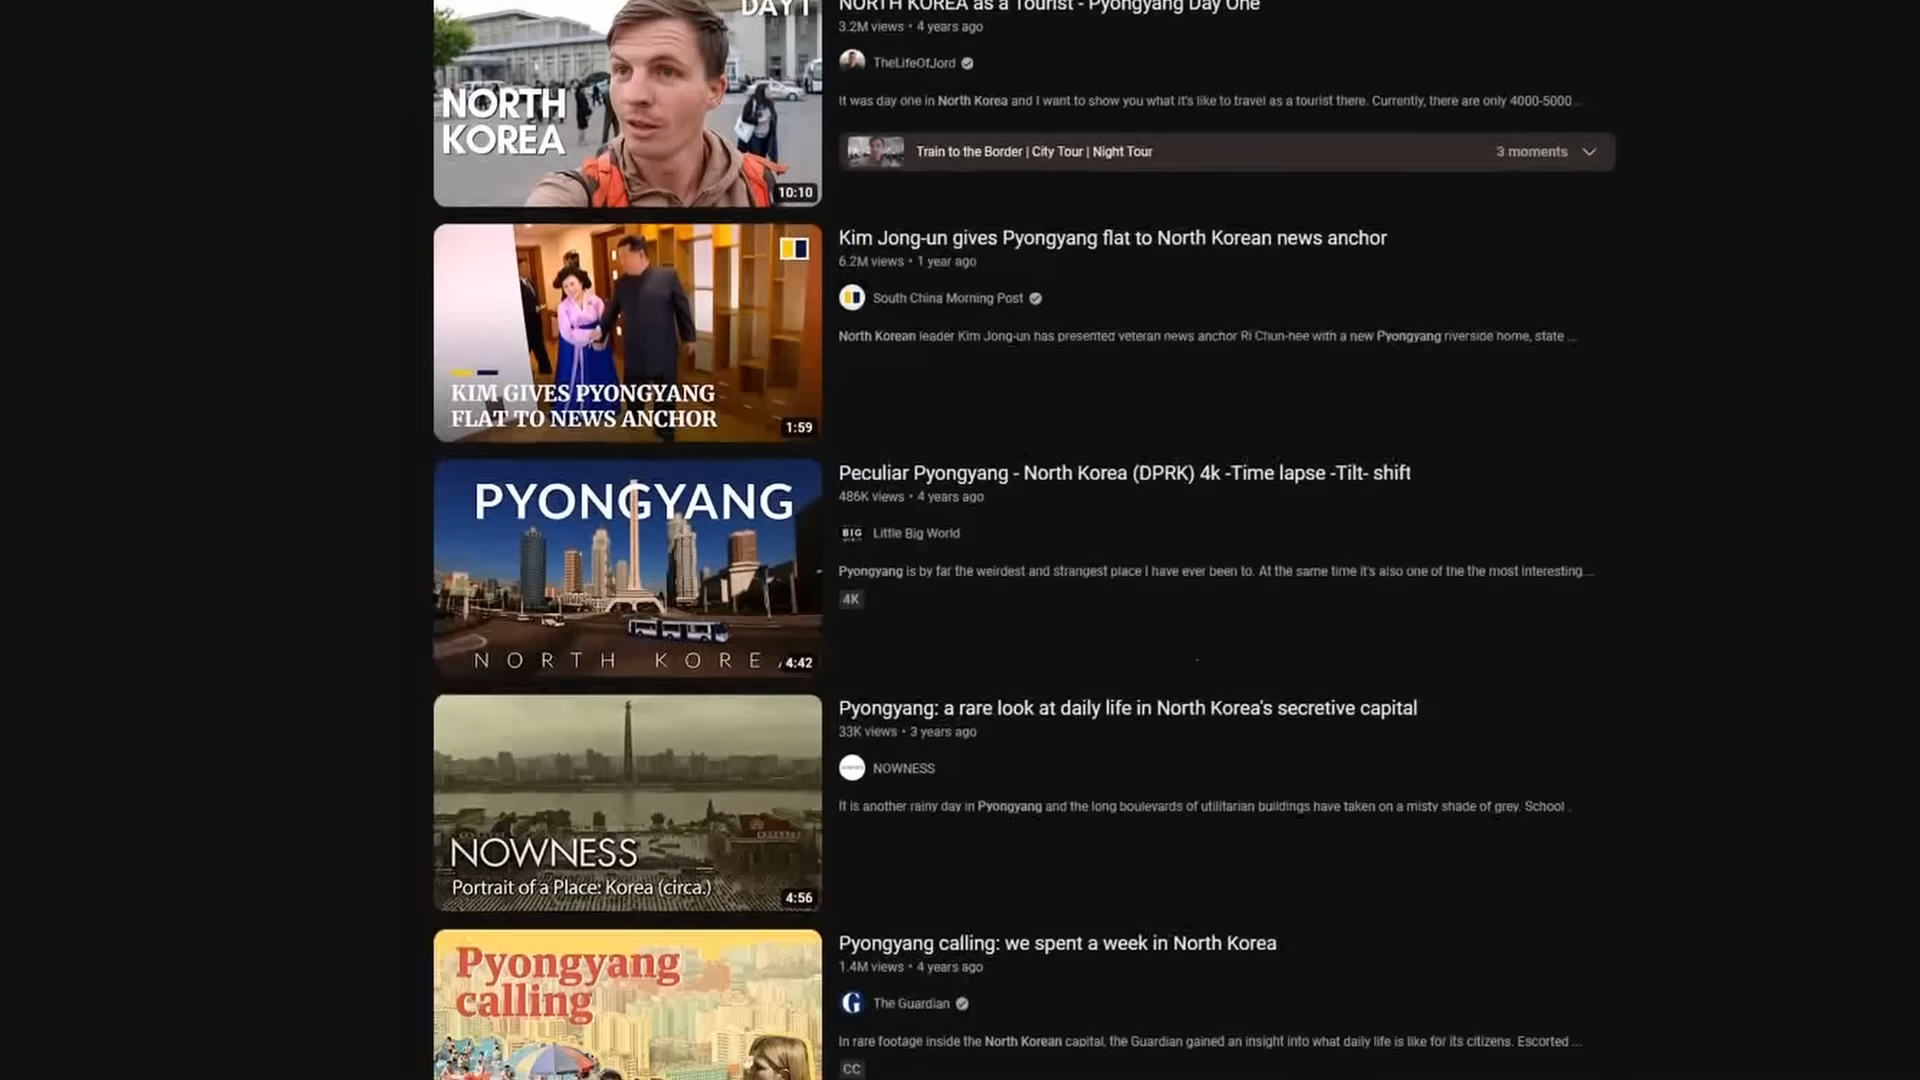 DAY 1
NORTH
KOREA
10:10
NORTH KOREA as a Tourist - Pyongyang Day One
3.2M views • 4 years ago
TheLifeOfJord
It was day one in North Korea and I want to show you what it's like to travel as a tourist there. Currently, there are only 4000-5000 ...
Train to the Border | City Tour | Night Tour
3 moments
KIM GIVES PYONGYANG
FLAT TO NEWS ANCHOR
1:59
Kim Jong-un gives Pyongyang flat to North Korean news anchor
6.2M views • 1 year ago
South China Morning Post
North Korean leader Kim Jong-un has presented veteran news anchor Ri Chun-hee with a new Pyongyang riverside home, state ...
PYONGYANG
NORTH KORE
4:42
Peculiar Pyongyang - North Korea (DPRK) 4k -Time lapse -Tilt- shift
486K views • 4 years ago
BIG
Little Big World
Pyongyang is by far the weirdest and strangest place I have ever been to. At the same time it's also one of the the most interesting ...
4K
NOWNESS
Portrait of a Place: Korea (circa.)
4:56
Pyongyang: a rare look at daily life in North Korea's secretive capital
33K views • 3 years ago
NOWNESS
It is another rainy day in Pyongyang and the long boulevards of utilitarian buildings have taken on a misty shade of grey. School .
Pyongyang
calling
Pyongyang calling: we spent a week in North Korea
1.4M views • 4 years ago
G
The Guardian
In rare footage inside the North Korean capital, the Guardian gained an insight into what daily life is like for its citizens. Escorted ...
CC